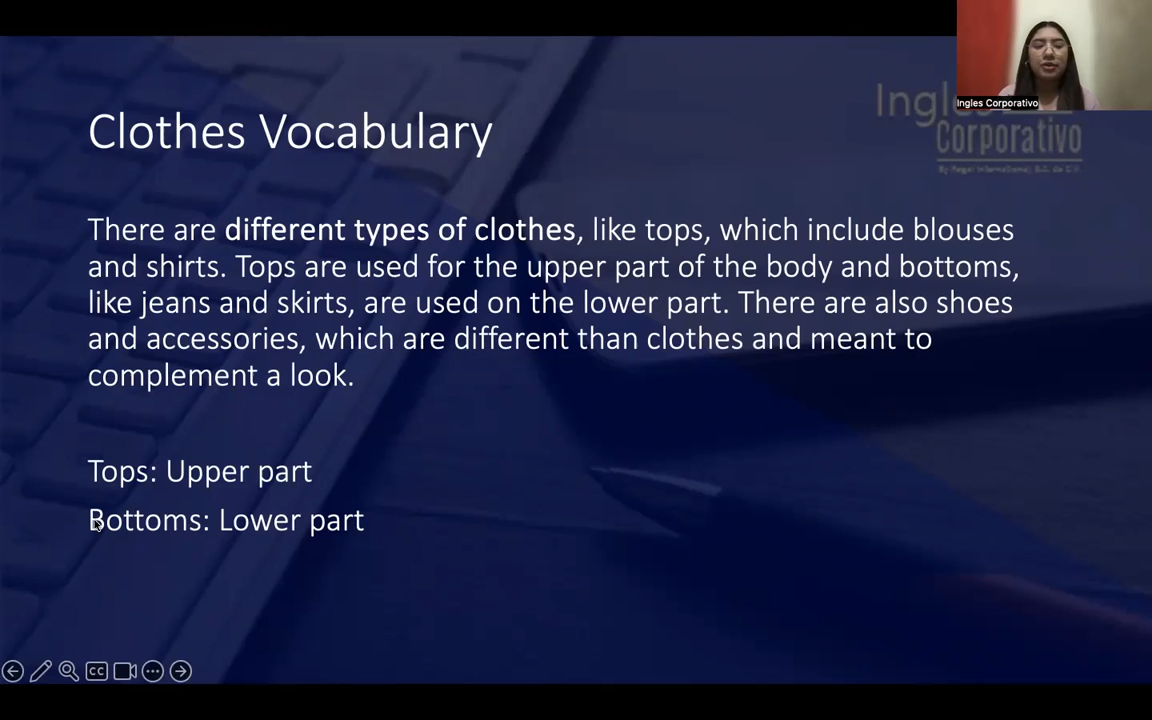 Clothes Vocabulary
Ingles Corporativo
Corporativo
There are different types of clothes, like tops, which include blouses
and shirts. Tops are used for the upper part of the body and bottoms,
like jeans and skirts, are used on the lower part. There are also shoes
and accessories, which are different than clothes and meant to
complement a look.
Tops: Upper part
Bottoms: Lower part
CC